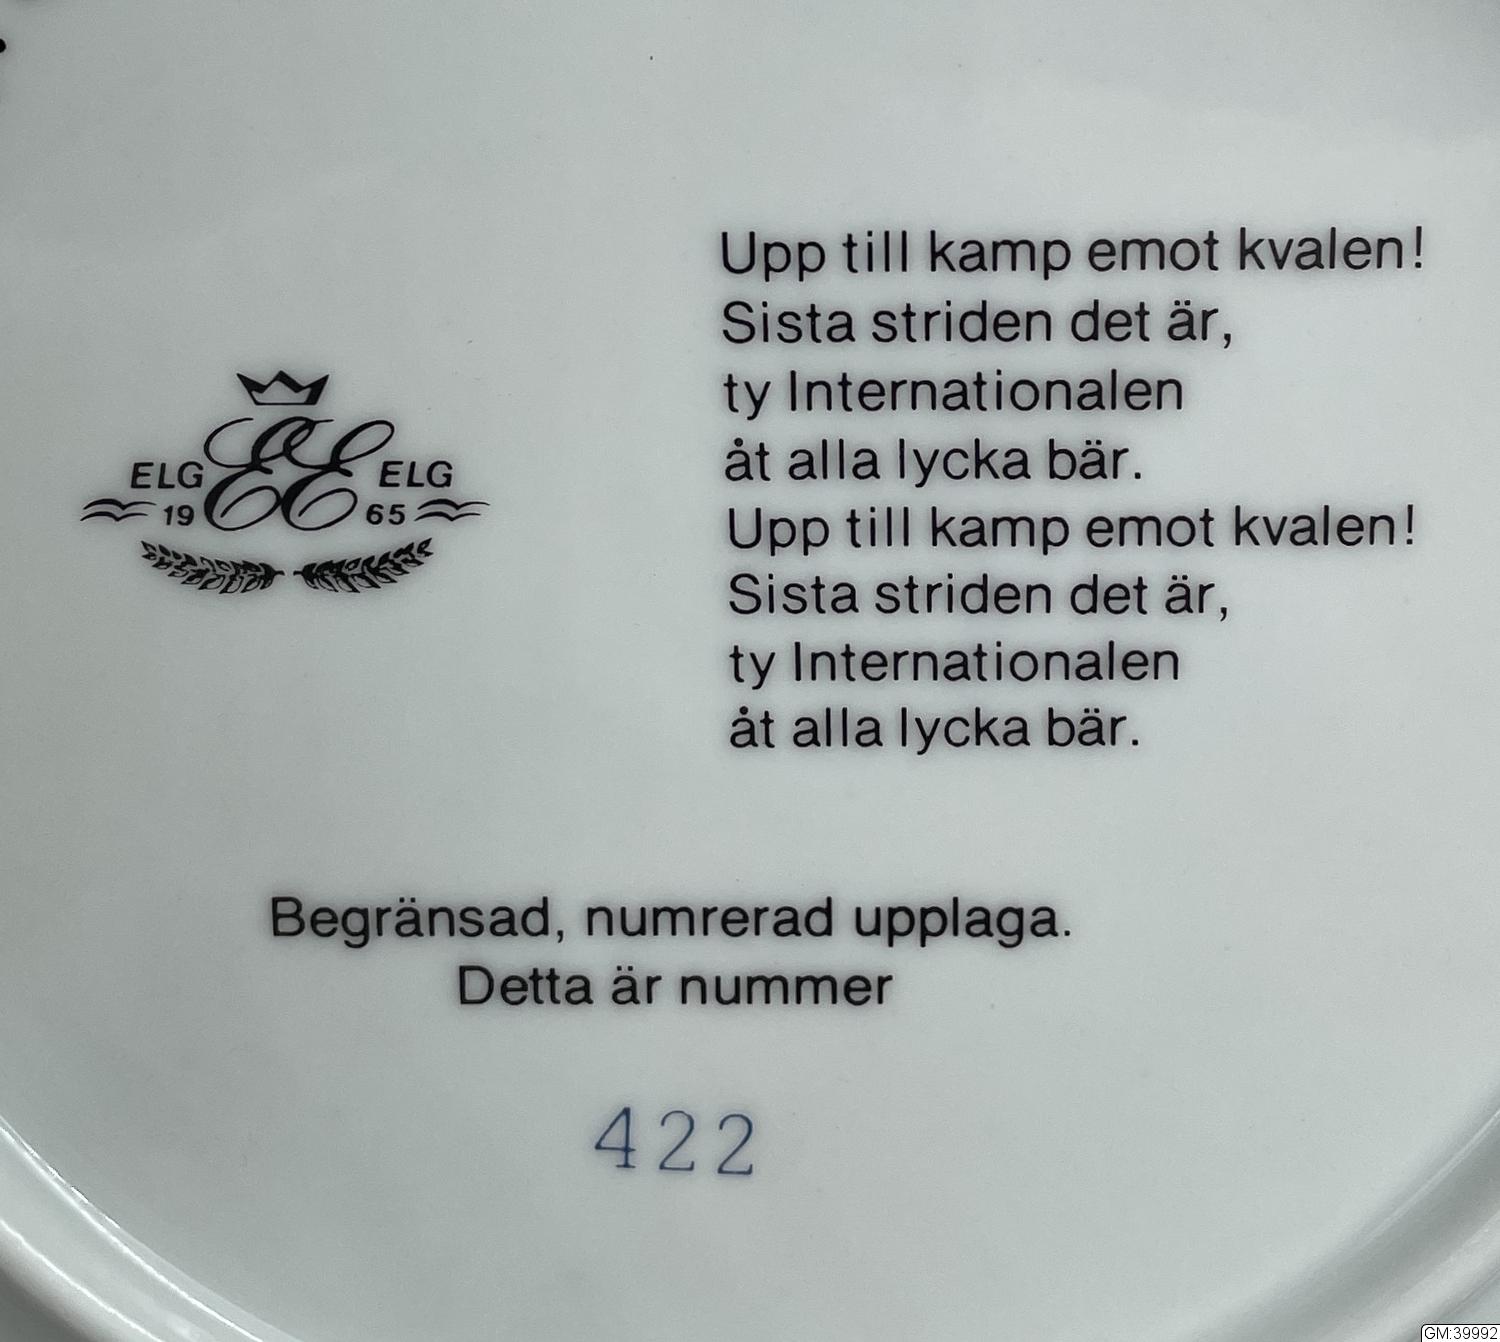 Upp till kamp emot kvalen!
Sista striden det är,
ty Internationalen
åt alla lycka bär.
Upp till kamp emot kvalen!
Sista striden det är,
ty Internationalen
åt alla lycka bär.
ELG EE ELG
19 65
Begränsad, numrerad upplaga.
Detta är nummer
422
GM:39992